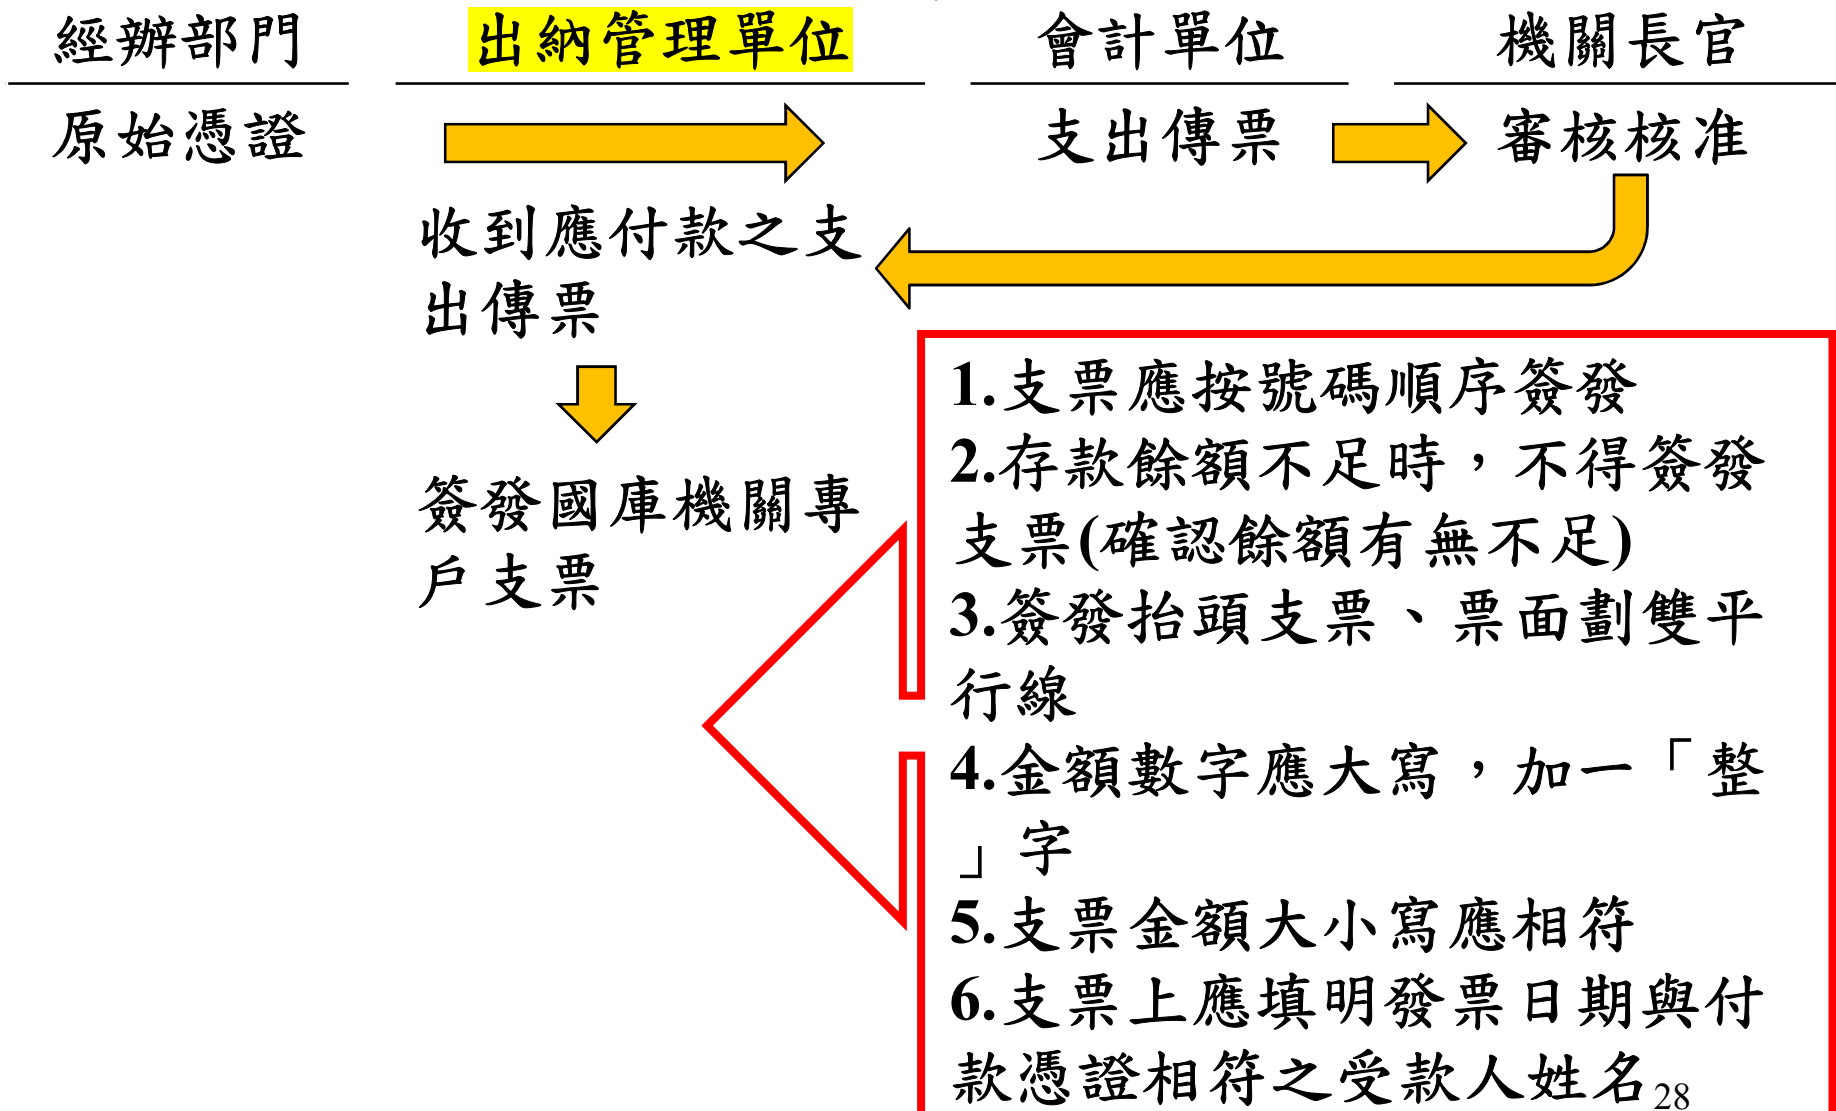 經辦部門
出納管理單位
會計單位
機關長官
原始憑證
支出傳票
審核核准
收到應付款之支
出傳票
簽發國庫機關專
戶支票
1.支票應按號碼順序簽發
2.存款餘額不足時，不得簽發
支票(確認餘額有無不足)
3.簽發抬頭支票、票面劃雙平
行線
4.金額數字應大寫，加一「整
」字
5.支票金額大小寫應相符
6.支票上應填明發票日期與付
款憑證相符之受款人姓名
28